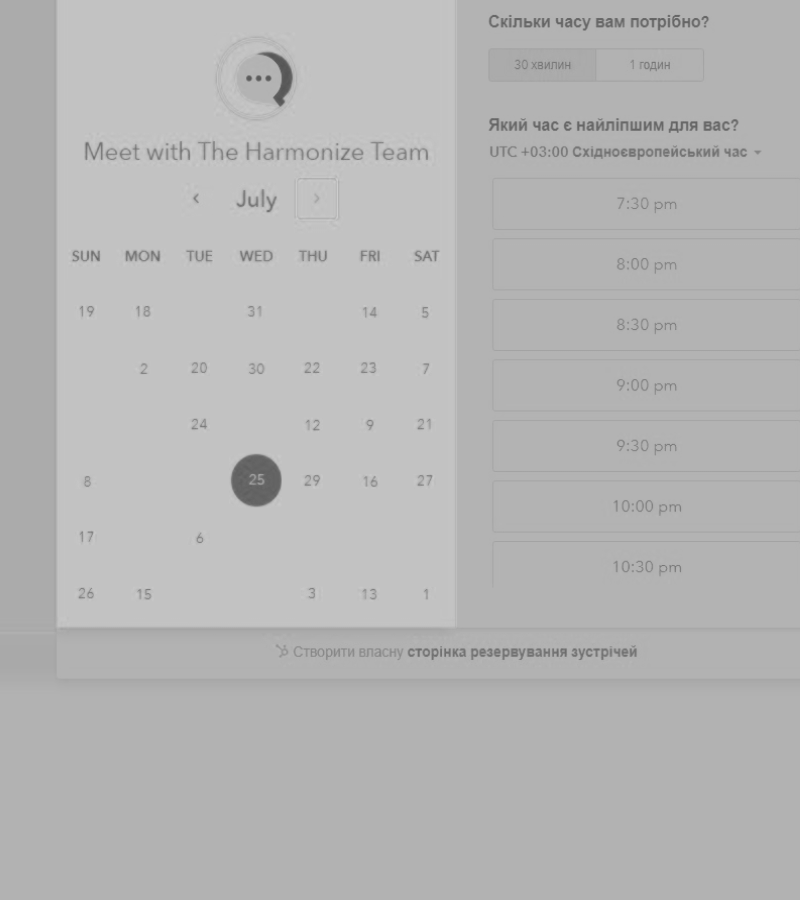 Meet with The Harmonize Team
July
SUN MON TUE WED THU FRI SAT
19 18 31 14 5
2 20 30 22 23 7
24 12 9 21
8 25 29 16 27
17 6
26 15 3 13 1
Скільки часу вам потрібно?
30 хвилин 1 годин
Який час є найліпшим для вас?
UTC +03:00 Східноєвропейський час
7:30 pm
8:00 pm
8:30 pm
9:00 pm
9:30 pm
10:00 pm
10:30 pm
Створити власну сторінка резервування зустрічей